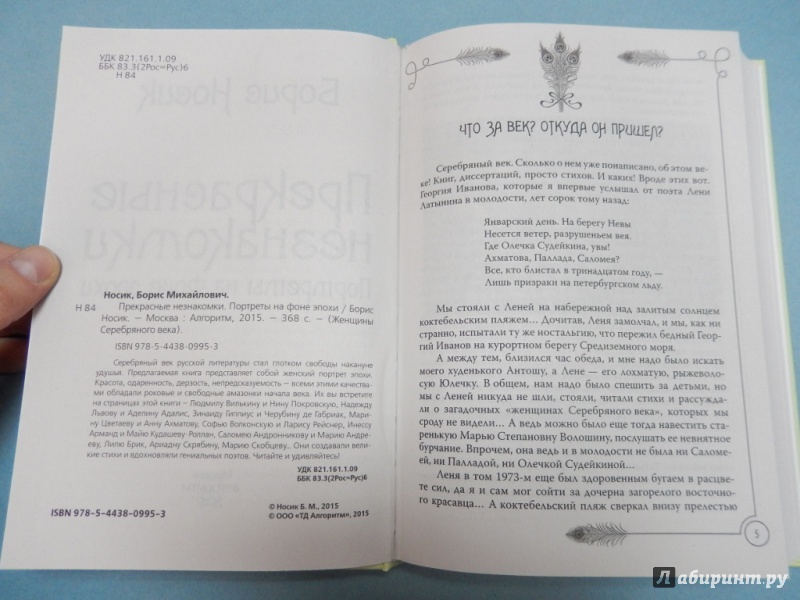 УДК 821.161.1.09
ББК 83.3(2Рос=Рус)6
Н 84
Носик, Борис Михайлович.
Н 84 Прекрасные незнакомки. Портреты на фоне эпохи / Борис
Носик. — Москва : Алгоритм, 2015. — 368 с. — (Женщины
Серебряного века).
ISBN 978-5-4438-0995-3
Серебряный век русской литературы стал глотком свободы накануне
удушья. Предлагаемая книга представляет собой женский портрет эпохи.
Красота, одаренность, дерзость, непредсказуемость — всеми этими качества-
ми обладали роковые и свободные амазонки начала века. Их вы встретите
на страницах этой книги — Людмилу Вилькину и Нину Покровскую, Надежду
Львову и Аделину Адалис, Зинаиду Гиппиус и Черубину де Габриак, Мари-
ну Цветаеву и Анну Ахматову, Софью Волконскую и Ларису Рейснер, Инессу
Арманд и Майю Кудашеву Роллан, Саломею Андронникову и Марию Андре-
еву, Лилю Брик, Ариадну Скрябину, Марию Скобцеву.. Они создавали вели-
кие стихи и вдохновляли гениальных поэтов. Читайте и удивляйтесь!
УДК 821.161.1.09
ББК 83.3(2Рос=Рус)6
© Носик Б. М., 2015
© ООО «ТД Алгоритм», 2015
ISBN 978-5-4438-0995-3
Борис Носик
Прекрасные
незнакомки
ЧТО ЗА ВЕК? ОТКУДА ОН ПРИШЕЛ?
Серебряный век. Сколько о нем уже понаписано, об этом ве-
ке! Книг, диссертаций, просто стихов. И каких! Вроде этих вот.
Георгия Иванова, которые я впервые услышал от поэта Лени
Латынина в молодости, лет сорок тому назад:
Январский день. На берегу Невы
Несется ветер, разрушеньем вея.
Где Олечка Судейкина, увы!
Ахматова, Паллада, Саломея?
Все, кто блистал в тринадцатом году, —
Лишь призраки на петербургском льду.
Мы стояли с Леней на набережной над залитым солнцем
коктебельским пляжем... Дочитав, Леня замолчал, и мы, как ни
странно, испытали ту же ностальгию, что пережил бедный Геор-
гий Иванов на курортном берегу Средиземного моря.
А между тем, близился час обеда, и мне надо было искать
моего худенького Антошу, а Лене — его лохматую, рыжеволо-
сую Юлечку. В общем, нам надо было спешить за детьми, но
мы с Леней никуда не шли, стояли, читали стихи и рассужда-
ли о загадочных «женщинах Серебряного века», которых мы
сроду не видели... А ведь можно было еще тогда навестить ста-
ренькую Марью Степановну Волошину, послушать ее невнятное
бурчание. Впрочем, она ведь и в молодости не была ни Саломе-
ей, ни Палладой, ни Олечкой Судейкиной...
Леня в том 1973-м еще был здоровенным бугаем в расцве-
те сил, да я и сам мог сойти за дочерна загорелого восточно-
го красавца... А коктебельский пляж сверкал внизу прелестью
5
Лабиринт.ру